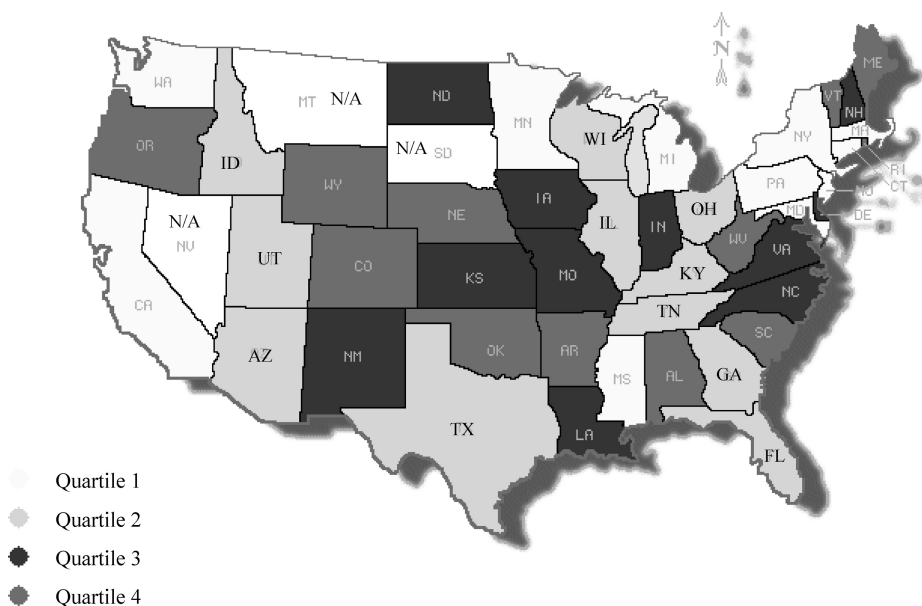 N
WA
MT N/A
ND
MN
ME
VT
NH
OR
ID
N/A
SD
WI
MI
NY
MA
RI
CT
WY
IA
PA
NJ
N/A
NV
NE
IL
IN
OH
MD
DE
UT
CO
WV
VA
CA
KS
MO
KY
NC
TN
AZ
NM
OK
AR
SC
MS
AL
GA
TX
LA
FL
Quartile 1
Quartile 2
Quartile 3
Quartile 4